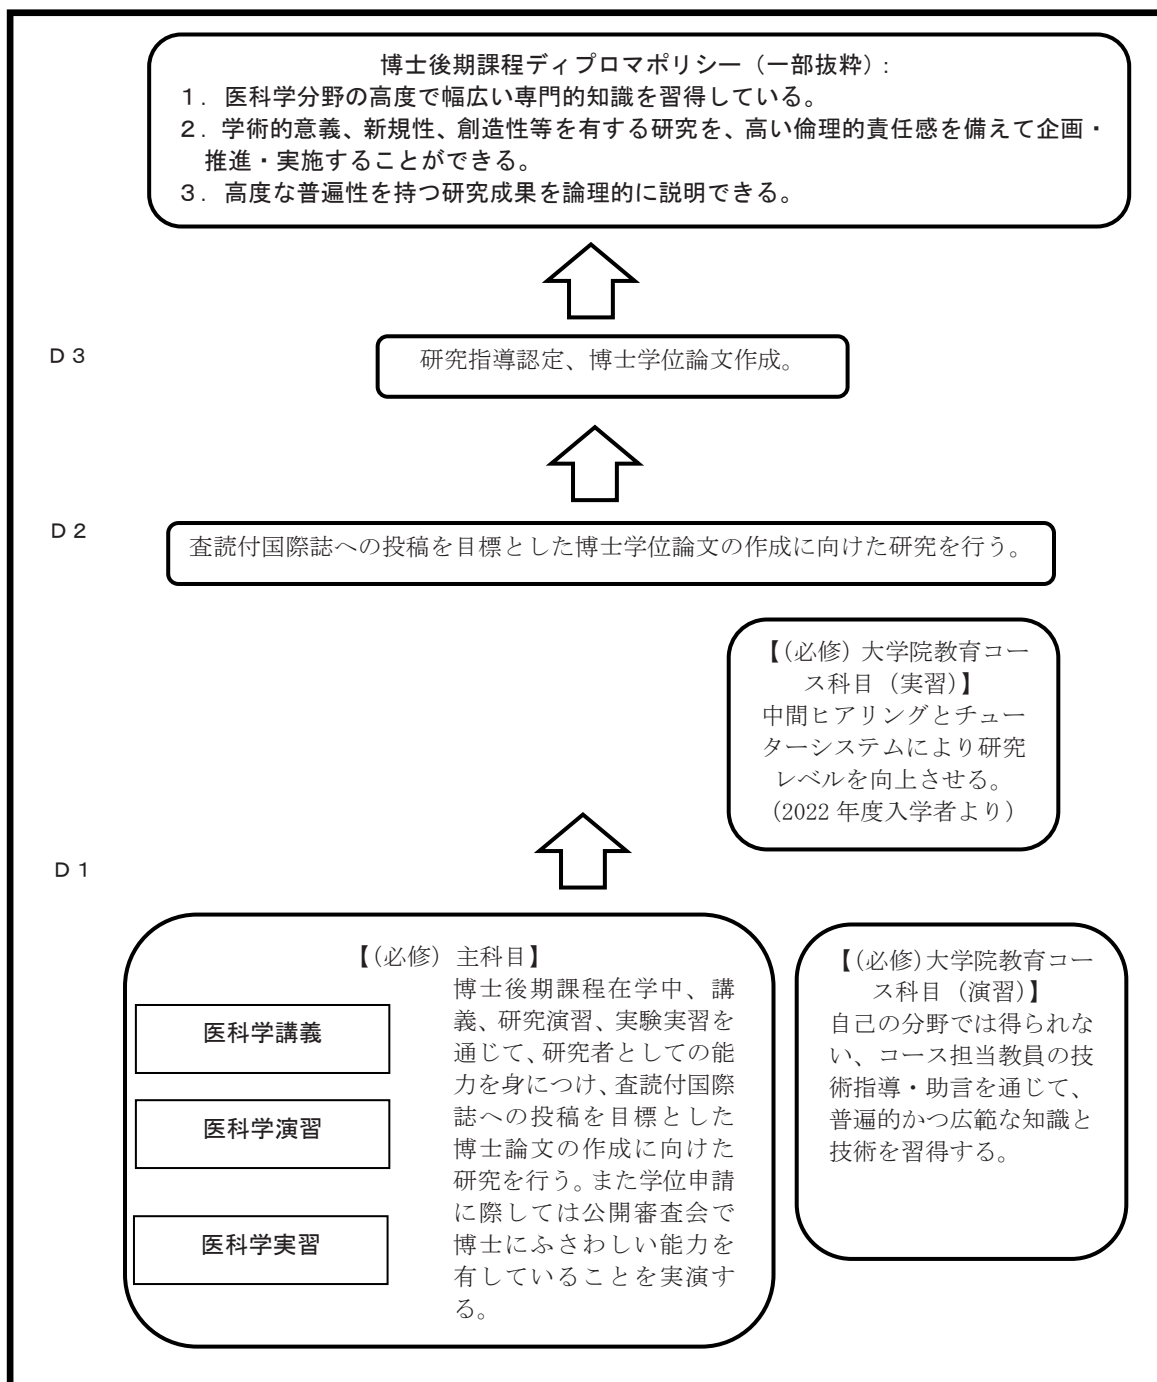 博士後期課程ディプロマポリシー（一部抜粋）:
１．医科学分野の高度で幅広い専門的知識を習得している。
２．学術的意義、新規性、創造性等を有する研究を、高い倫理的責任感を備えて企画・
推進・実施することができる。
３．高度な普遍性を持つ研究成果を論理的に説明できる。
Ｄ３
研究指導認定、博士学位論文作成。
Ｄ２
査読付国際誌への投稿を目標とした博士学位論文の作成に向けた研究を行う。
【(必修) 大学院教育コー
ス科目（実習)】
中間ヒアリングとチュー
ターシステムにより研究
レベルを向上させる。
(2022 年度入学者より)
Ｄ１
【(必修) 主科目】
医科学講義
医科学演習
医科学実習
博士後期課程在学中、講
義、研究演習、実験実習を
通じて、研究者としての能
力を身につけ、査読付国際
誌への投稿を目標とした
博士論文の作成に向けた
研究を行う。また学位申請
に際しては公開審査会で
博士にふさわしい能力を
有していることを実演す
る。
【(必修)大学院教育コー
ス科目（演習)】
自己の分野では得られな
い、コース担当教員の技
術指導・助言を通じて、
普遍的かつ広範な知識と
技術を習得する。